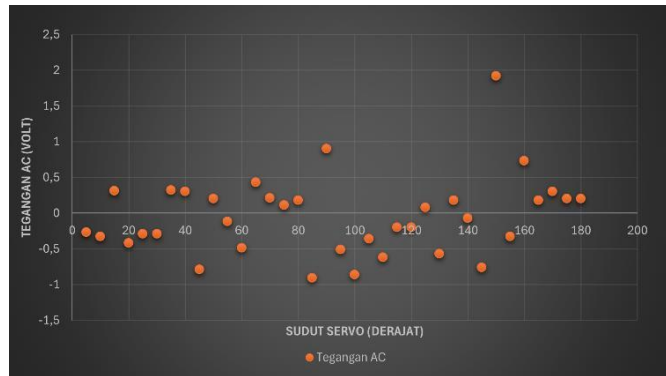 2,5
2
1,5
1
0,5
0
-0,5
-1
-1,5
0 20 40 60 80 100 120 140 160 180 200
TEGANGAN AC (VOLT)
SUDUT SERVO (DERAJAT)
Tegangan AC